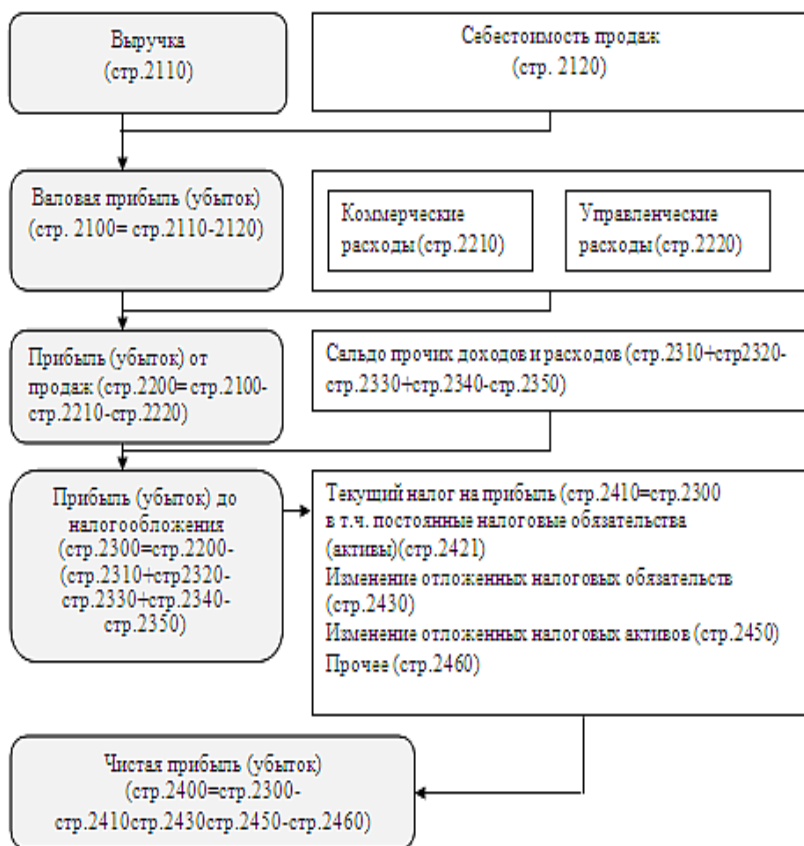 Выручка
(стр.2110)
Себестоимость продаж
(стр. 2120)
Валовая прибыль (убыток)
(стр. 2100= стр.2110-2120)
Коммерческие
расходы (стр.2210)
Управленческие
расходы (стр.2220)
Прибыль (убыток) от
продаж (стр.2200= стр.2100-
стр.2210-стр.2220)
Сальдо прочих доходов и расходов (стр.2310+стр2320-
стр.2330+стр.2340-стр.2350)
Прибыль (убыток) до
налогообложения
(стр.2300=стр.2200-
(стр.2310+стр2320-
стр.2330+стр.2340-
стр.2350)
Текущий налог на прибыль (стр.2410=стр.2300
в т.ч. постоянные налоговые обязательства
(активы)(стр.2421)
Изменение отложенных налоговых обязательств
(стр.2430)
Изменение отложенных налоговых активов (стр.2450)
Прочее (стр.2460)
Чистая прибыль (убыток)
(стр.2400=стр.2300-
стр.2410стр.2430стр.2450-стр.2460)